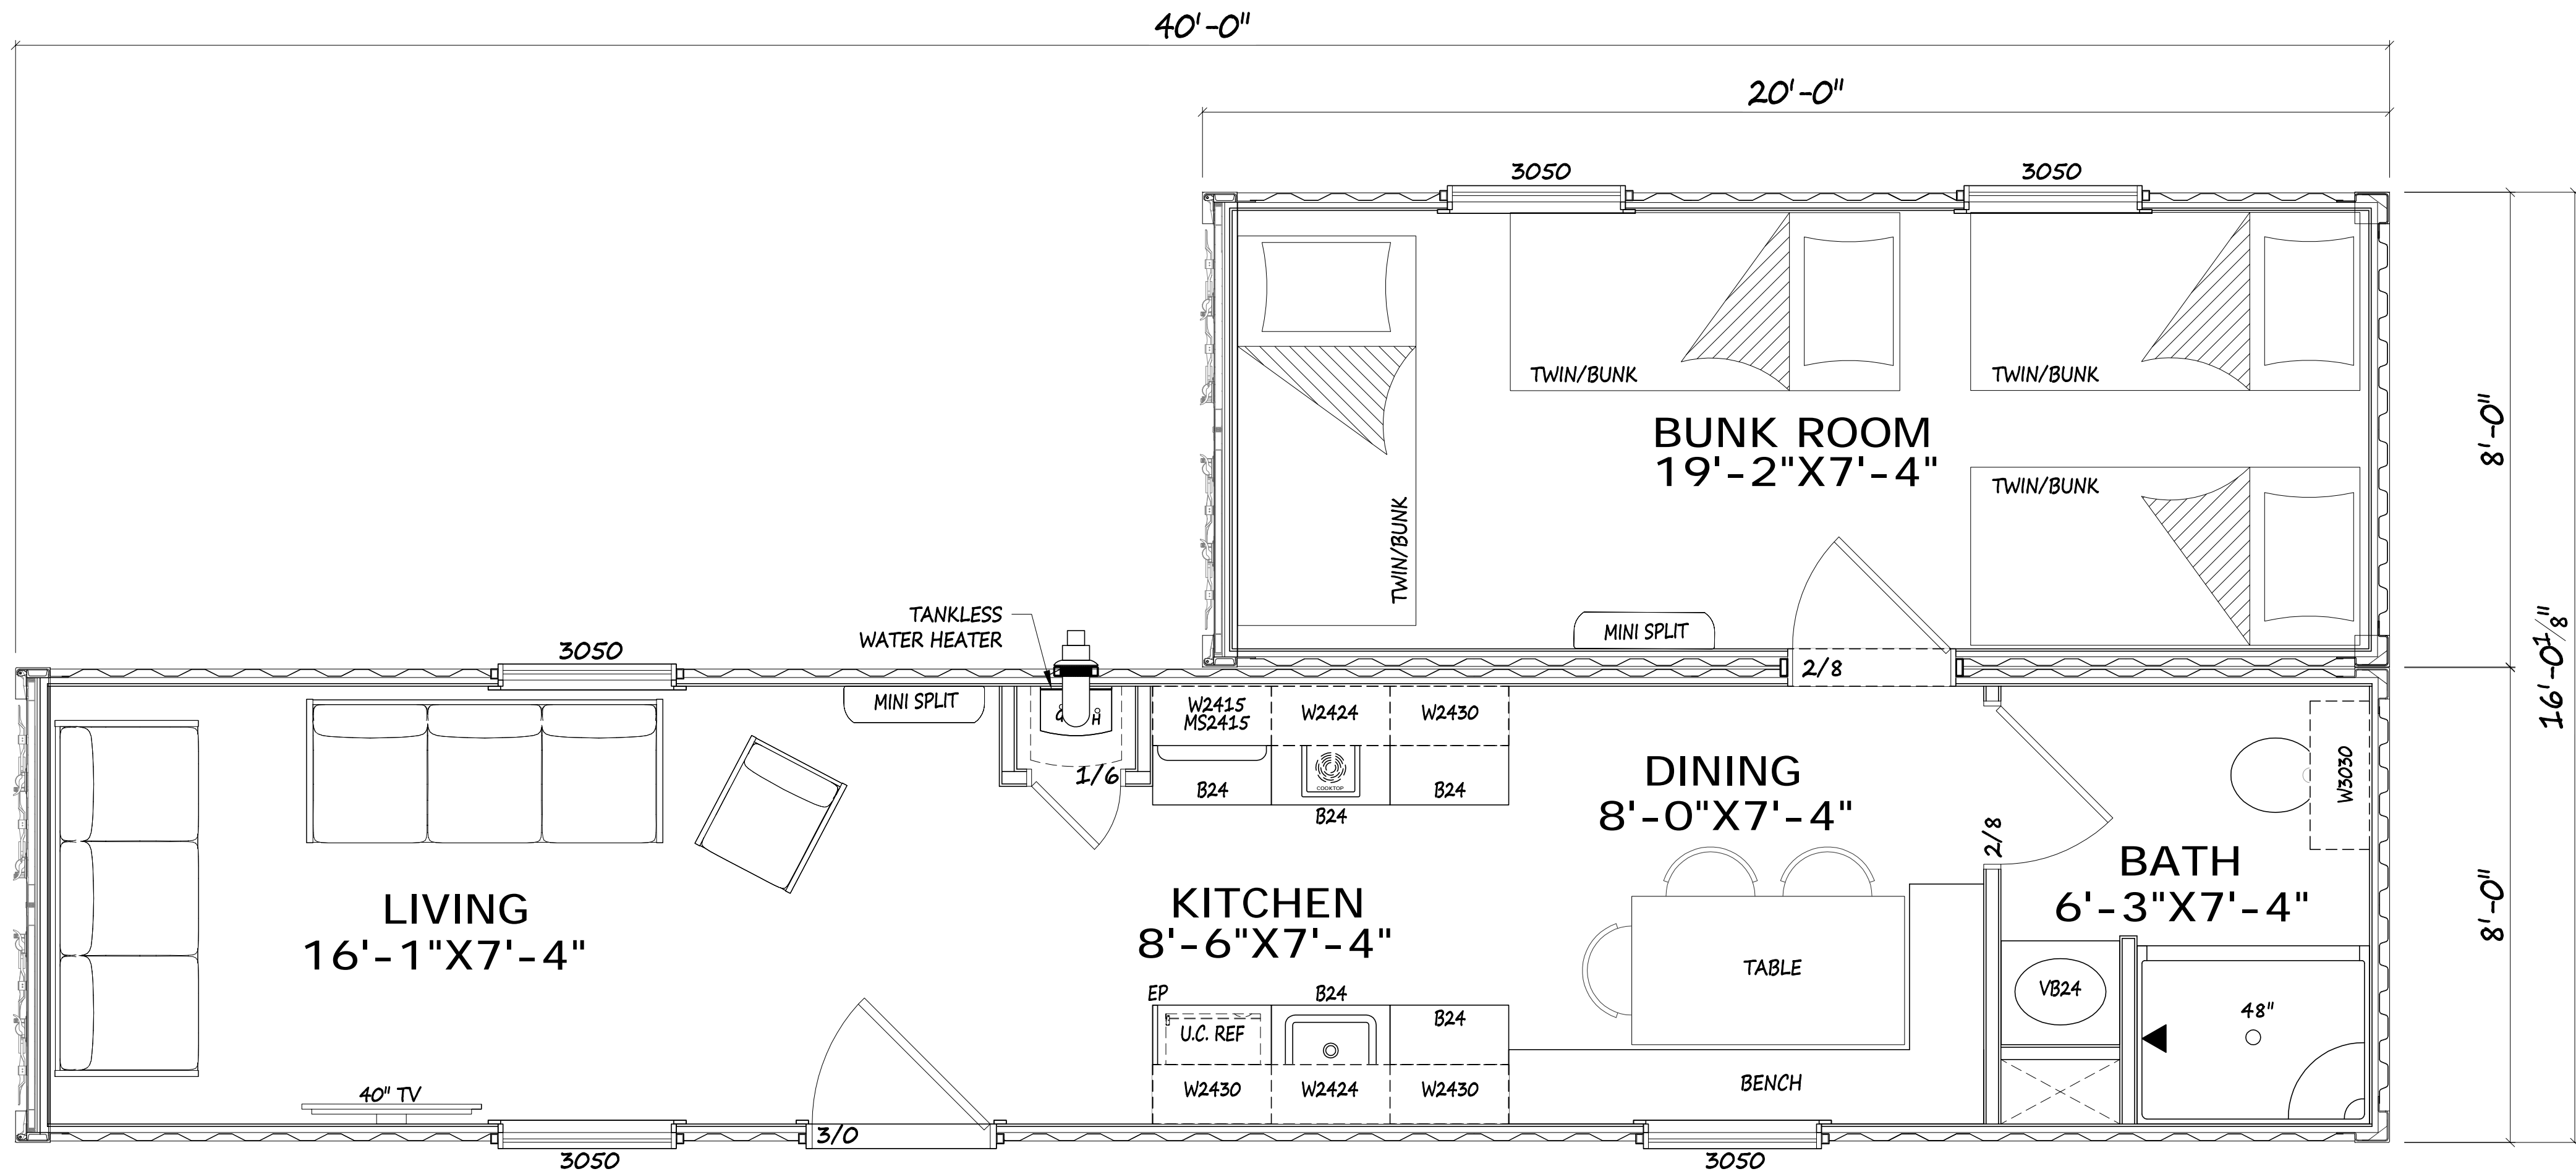 40'-0"
20'-0"
3050
3050
TWIN/BUNK
TWIN/BUNK
BUNK ROOM
19'-2"X7'-4"
TWIN/BUNK
TWIN/BUNK
8'-0"
16'-0 1/8"
TANKLESS
WATER HEATER
MINI SPLIT
3050
2/8
MINI SPLIT
G
H
W2415
MS2415
W2424
W2430
W3030
1/6
B24
COOKTOP
B24
B24
DINING
8'-0"X7'-4"
2/8
BATH
6'-3"X7'-4"
LIVING
16'-1"X7'-4"
KITCHEN
8'-6"X7'-4"
8'-0"
TABLE
VB24
EP
B24
B24
48"
U.C. REF
40" TV
W2430
W2424
W2430
BENCH
3/0
3050
3050